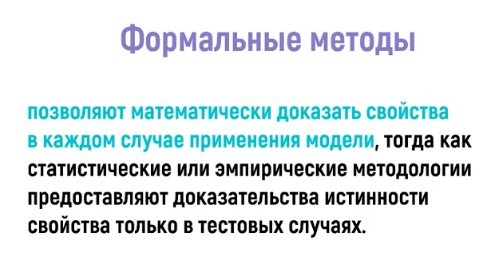 Формальные методы
позволяют математически доказать свойства
в каждом случае применения модели, тогда как
статистические или эмпирические методологии
предоставляют доказательства истинности
свойства только в тестовых случаях.